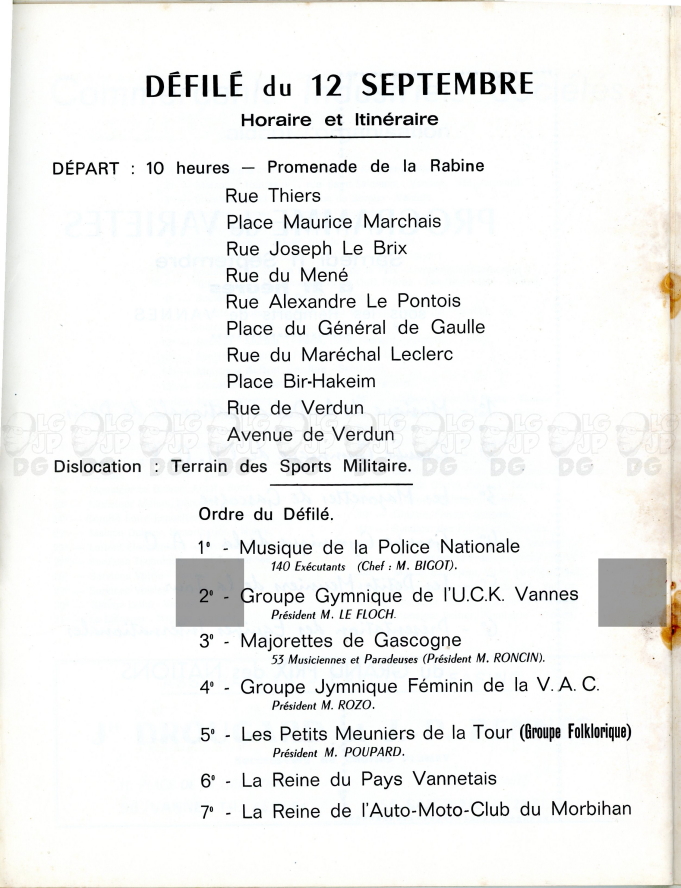 DÉFILÉ du 12 SEPTEMBRE
Horaire et Itinéraire
DÉPART : 10 heures — Promenade de la Rabine
Rue Thiers
Place Maurice Marchais
Rue Joseph Le Brix
Rue du Mené
Rue Alexandre Le Pontois
Place du Général de Gaulle
Rue du Maréchal Leclerc
Place Bir-Hakeim
Rue de Verdun
Avenue de Verdun
Dislocation : Terrain des Sports Militaire.
Ordre du Défilé.
1° - Musique de la Police Nationale
140 Exécutants (Chef : M. BIGOT).
2° - Groupe Gymnique de l'U.C.K. Vannes
Président M. LE FLOCH.
3° - Majorettes de Gascogne
53 Musiciennes et Paradeuses (Président M. RONCIN).
4° - Groupe Jymnique Féminin de la V.A.C.
Président M. ROZO.
5° - Les Petits Meuniers de la Tour (Groupe Folklorique)
Président M. POUPARD.
6° - La Reine du Pays Vannetais
7° - La Reine de l'Auto-Moto-Club du Morbihan